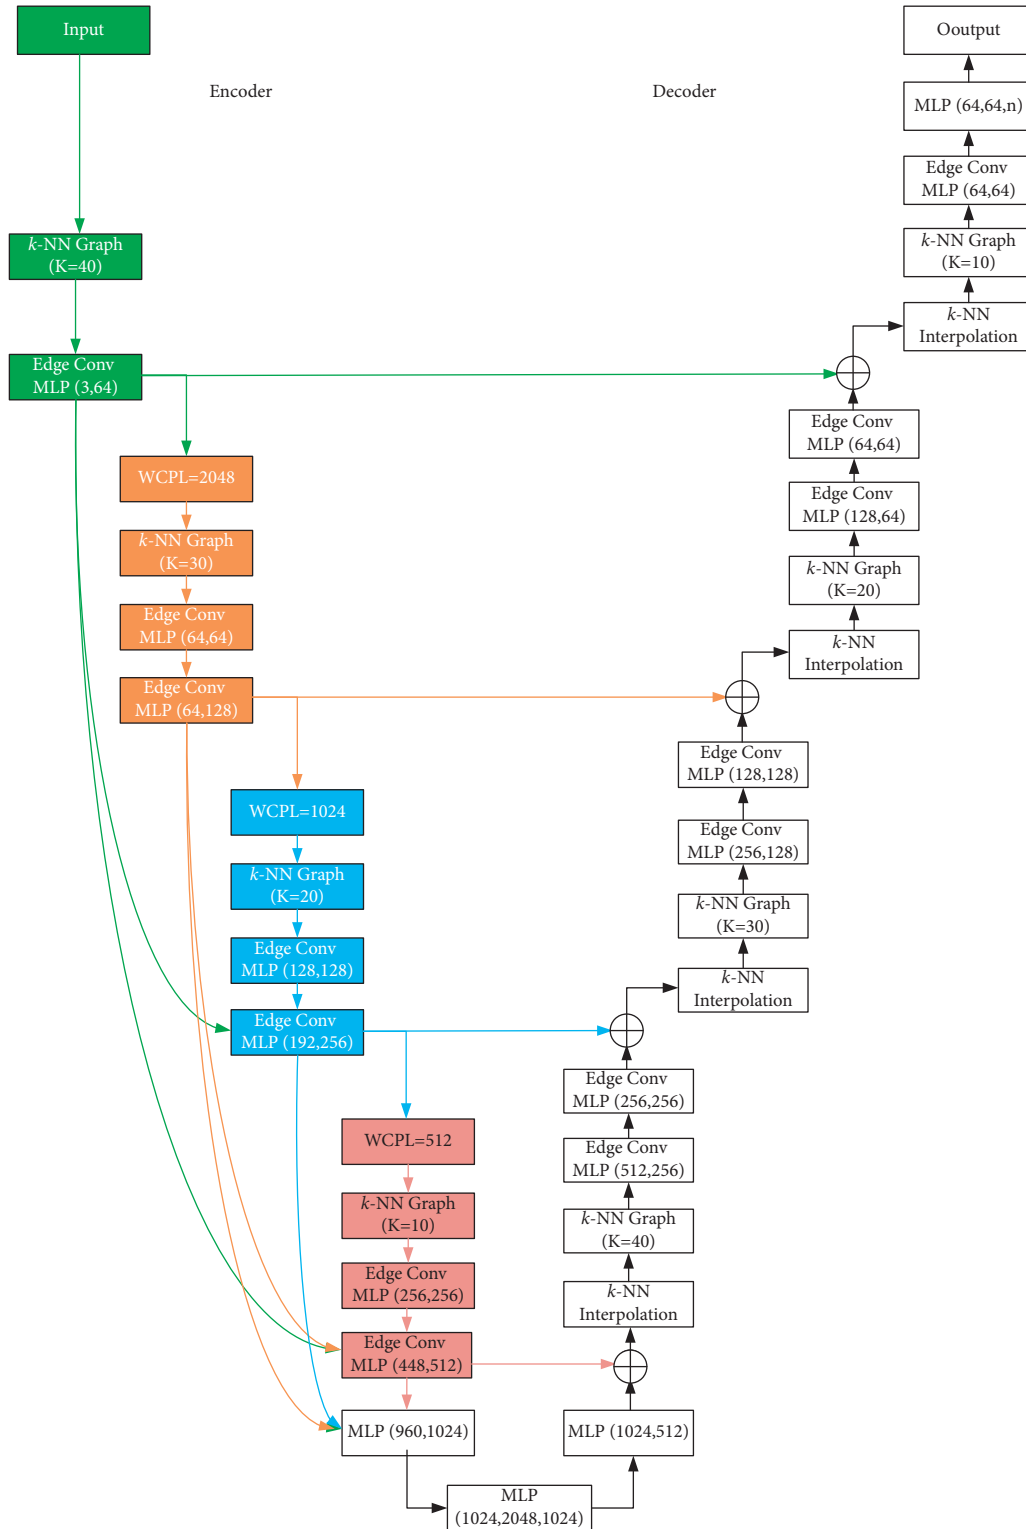 Input
Encoder
k-NN Graph
(K=40)
Edge Conv
MLP (3,64)
WCPL=2048
k-NN Graph
(K=30)
Edge Conv
MLP (64,64)
Edge Conv
MLP (64,128)
WCPL=1024
k-NN Graph
(K=20)
Edge Conv
MLP (128,128)
Edge Conv
MLP (192,256)
WCPL=512
k-NN Graph
(K=10)
Edge Conv
MLP (256,256)
Edge Conv
MLP (448,512)
MLP (960,1024)
MLP
(1024,2048,1024)
Decoder
Ooutput
MLP (64,64,n)
Edge Conv
MLP (64,64)
k-NN Graph
(K=10)
k-NN
Interpolation
Edge Conv
MLP (64,64)
Edge Conv
MLP (128,64)
k-NN Graph
(K=20)
k-NN
Interpolation
Edge Conv
MLP (128,128)
Edge Conv
MLP (256,128)
k-NN Graph
(K=30)
k-NN
Interpolation
Edge Conv
MLP (256,256)
Edge Conv
MLP (512,256)
k-NN Graph
(K=40)
k-NN
Interpolation
MLP (1024,512)